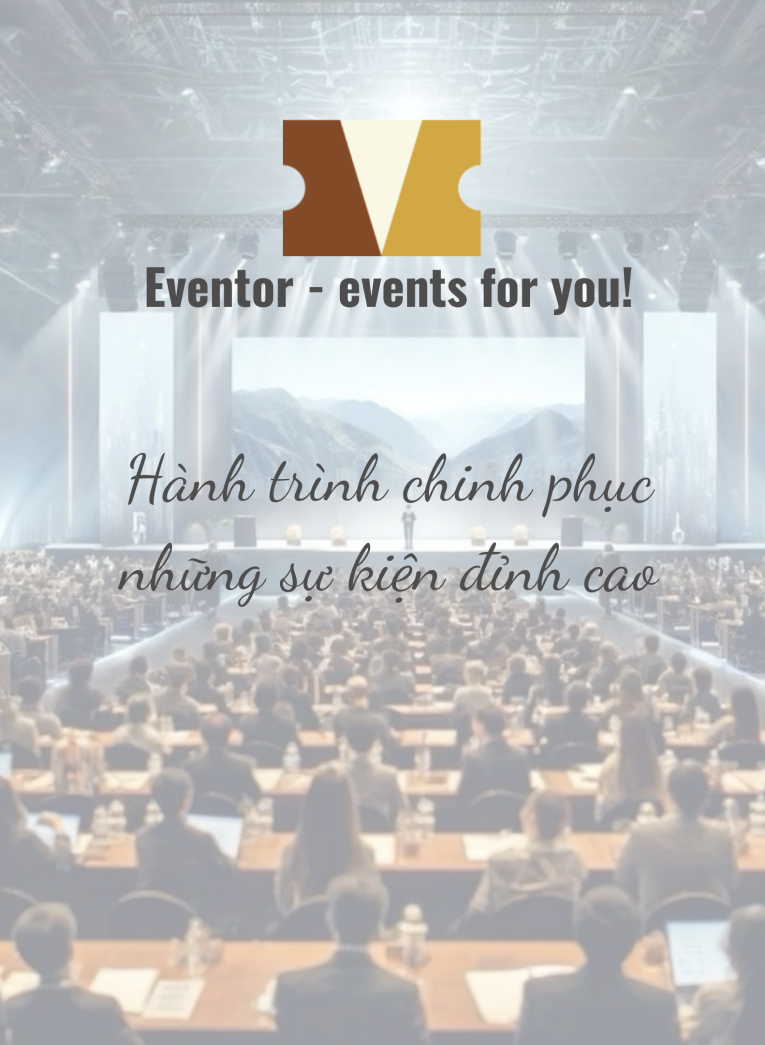 Eventor - events for you!
Hành trình chinh phục
những sự kiện đỉnh cao